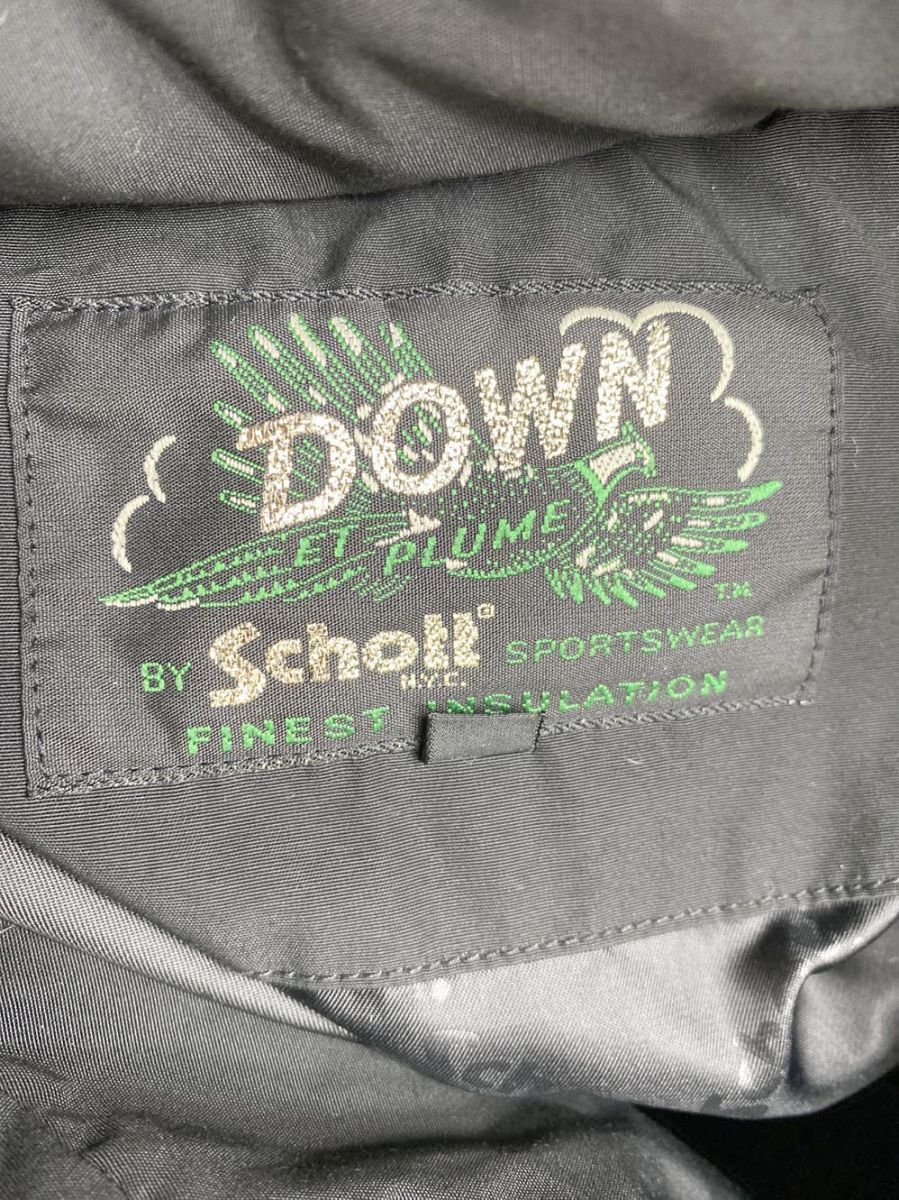 DOWN
ET PLUME
TM
BY Schott® SPORTSWEAR
N.Y.C.
FINEST INSULATION